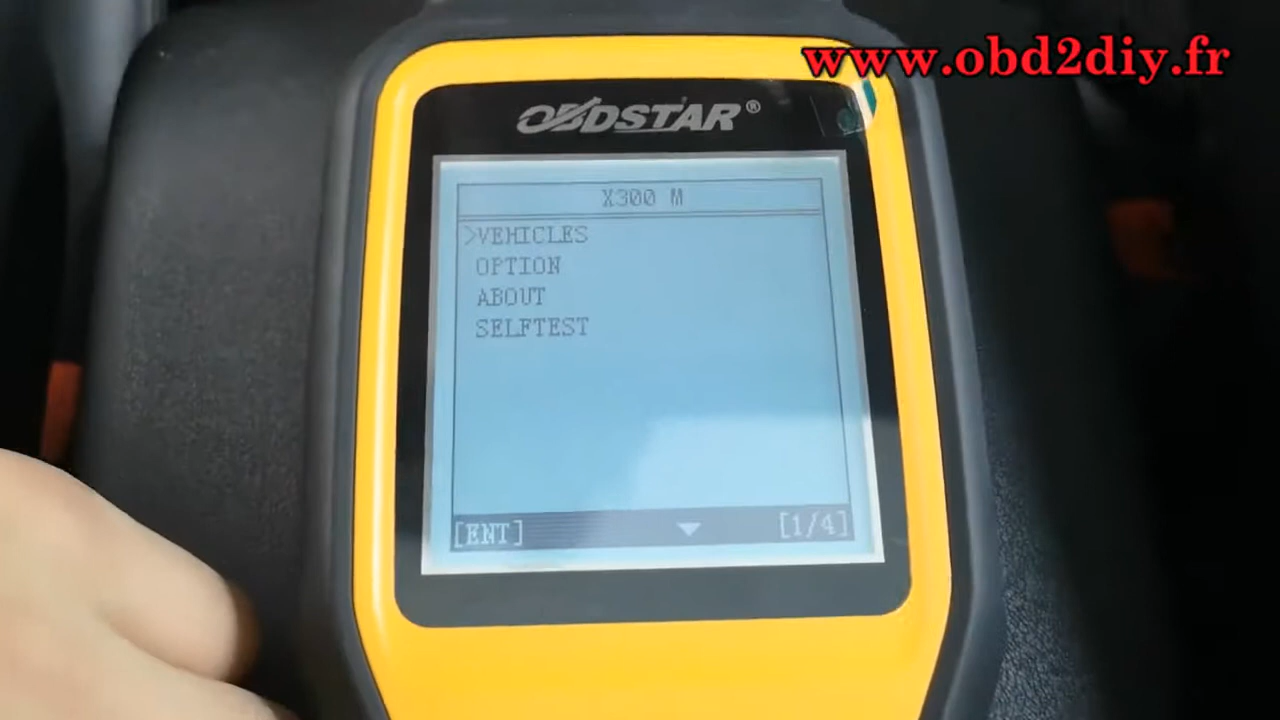 www.obd2diy.fr
OBDSTAR®
X300 M
>VEHICLES
OPTION
ABOUT
SELFTEST
[ENT] ▼ [1/4]